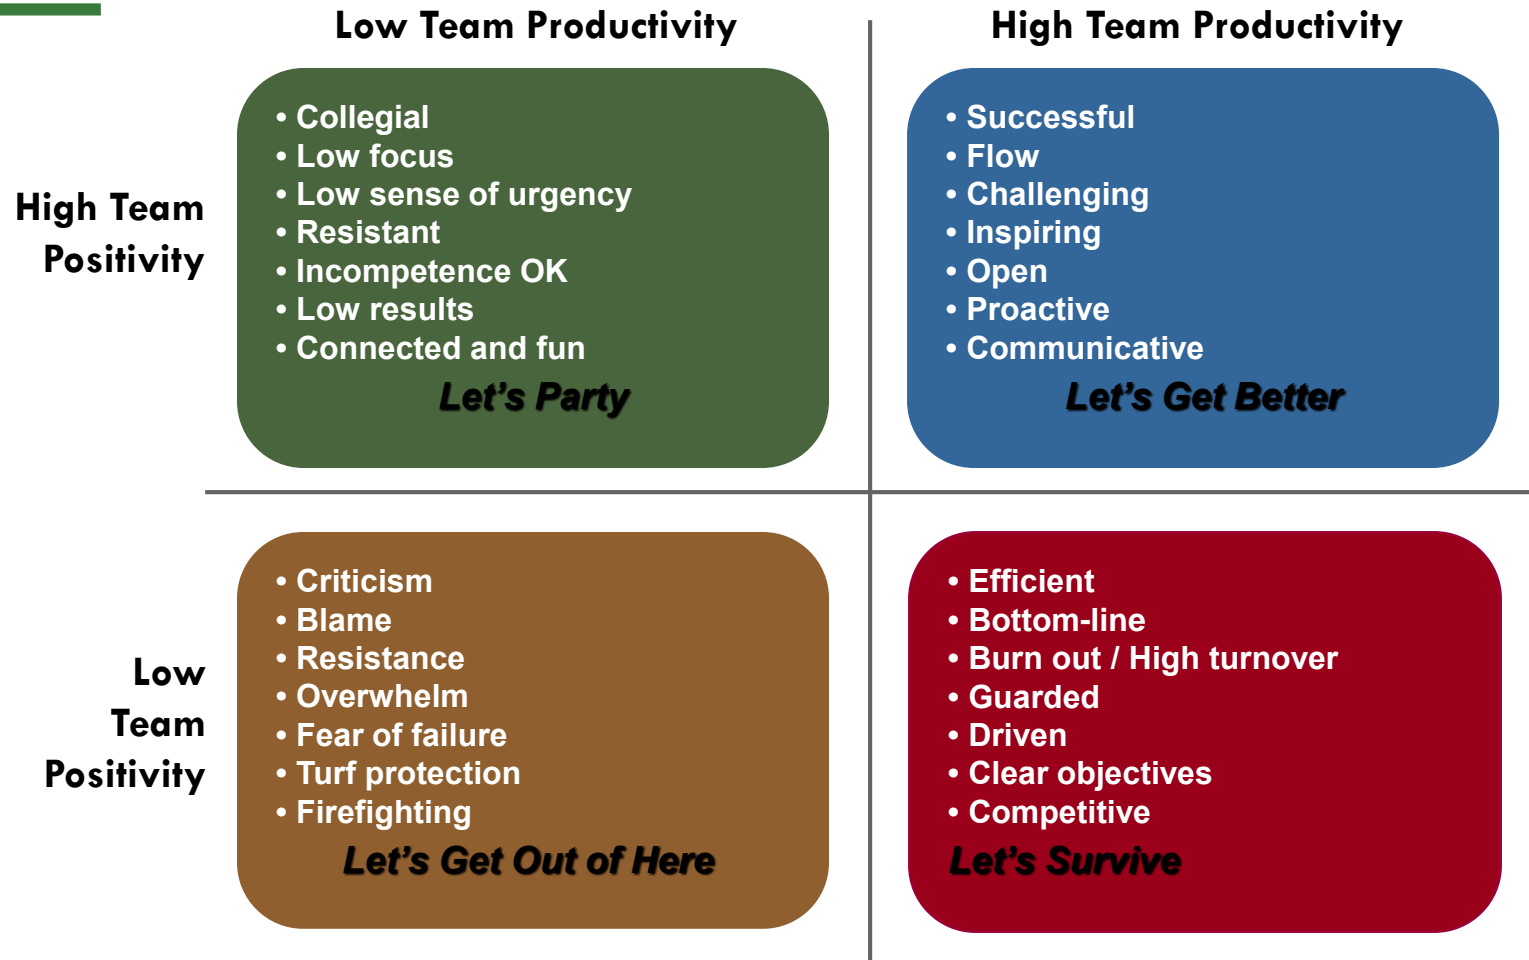 Low Team Productivity
High Team Productivity
High Team
Positivity
• Collegial
• Low focus
• Low sense of urgency
• Resistant
• Incompetence OK
• Low results
• Connected and fun
Let’s Party
• Successful
• Flow
• Challenging
• Inspiring
• Open
• Proactive
• Communicative
Let’s Get Better
Low
Team
Positivity
• Criticism
• Blame
• Resistance
• Overwhelm
• Fear of failure
• Turf protection
• Firefighting
Let’s Get Out of Here
• Efficient
• Bottom-line
• Burn out / High turnover
• Guarded
• Driven
• Clear objectives
• Competitive
Let’s Survive